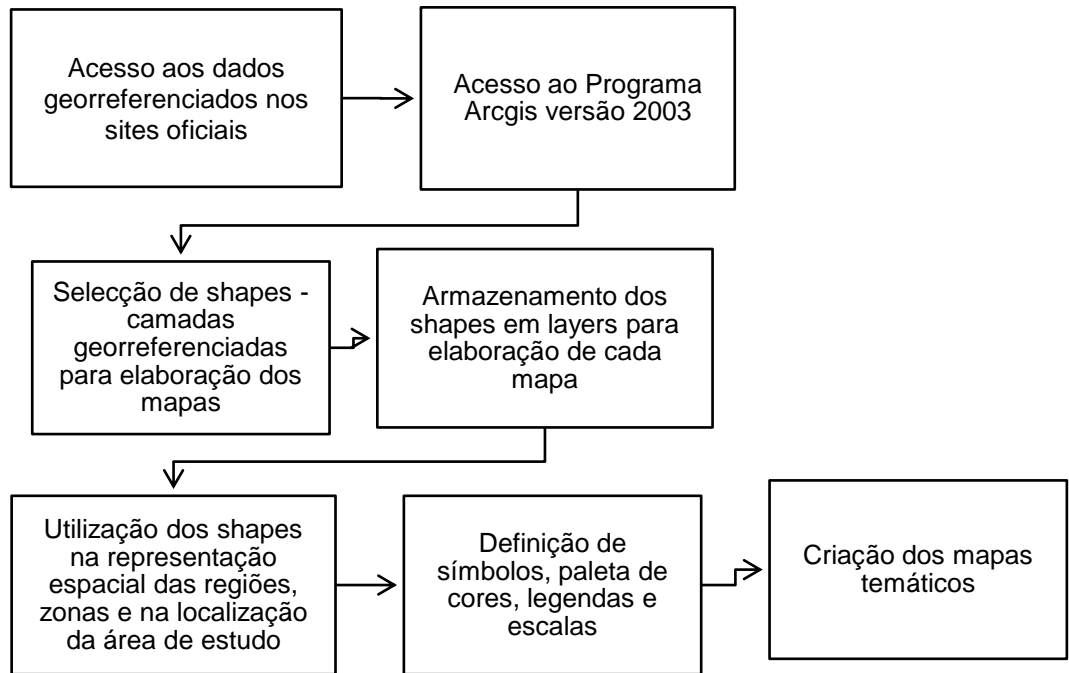 Acesso aos dados
georreferenciados nos
sites oficiais
Acesso ao Programa
Arcgis versão 2003
Selecção de shapes -
camadas
georreferenciadas
para elaboração dos
mapas
Armazenamento dos
shapes em layers para
elaboração de cada
mapa
Utilização dos shapes
na representação
espacial das regiões,
zonas e na localização
da área de estudo
Definição de
símbolos, paleta de
cores, legendas e
escalas
Criação dos mapas
temáticos